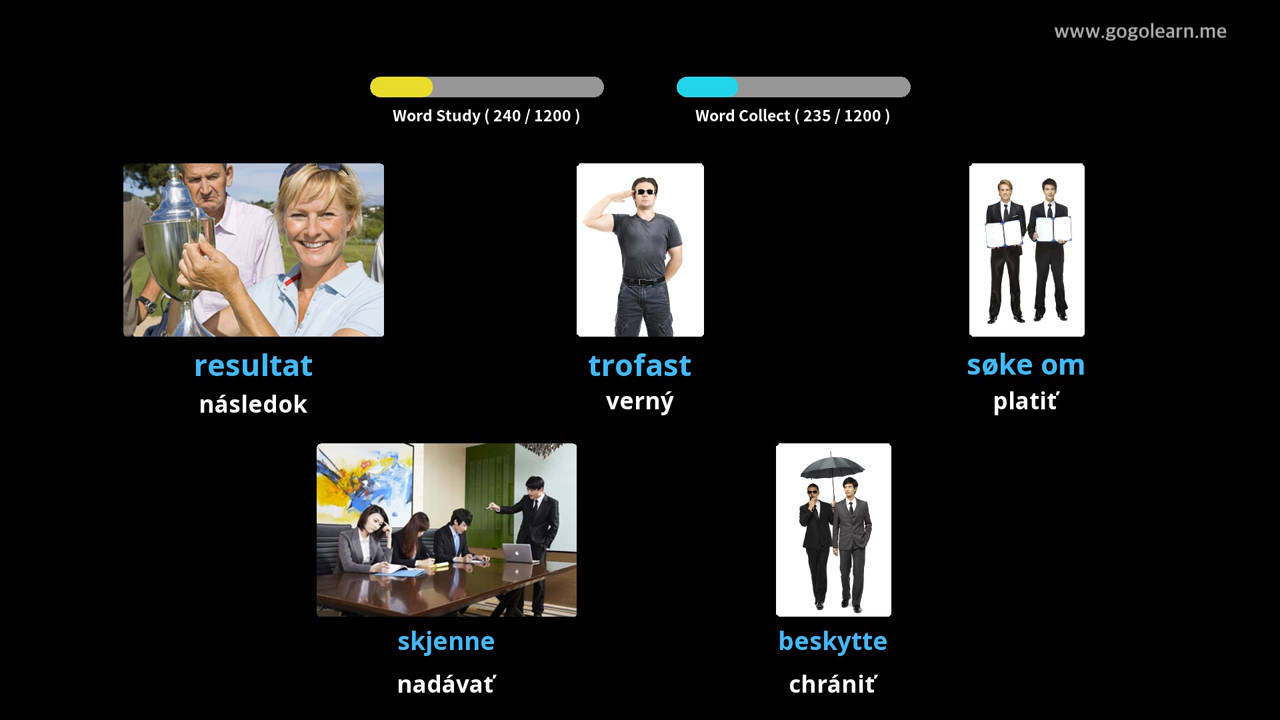 www.gogolearn.me
Word Study ( 240 / 1200 )
Word Collect ( 235 / 1200 )
resultat
následok
trofast
verný
søke om
platiť
skjenne
nadávať
beskytte
chrániť